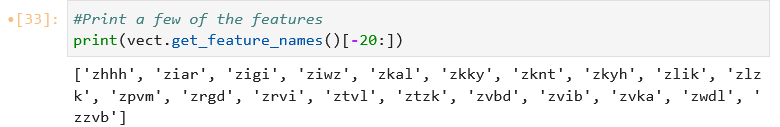 •[33]: #Print a few of the features
print(vect.get_feature_names()[-20:])
['zhhh', 'ziar', 'zigi', 'ziwz', 'zkal', 'zkky', 'zknt', 'zkyh', 'zlik', 'zlz
k', 'zpvm', 'zrgd', 'zrvi', 'ztvl', 'ztzk', 'zvbd', 'zvib', 'zvka', 'zwdl', '
zzvb']